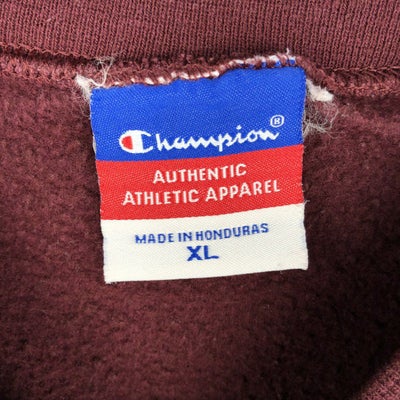 Champion®
AUTHENTIC
ATHLETIC APPAREL
MADE IN HONDURAS
XL